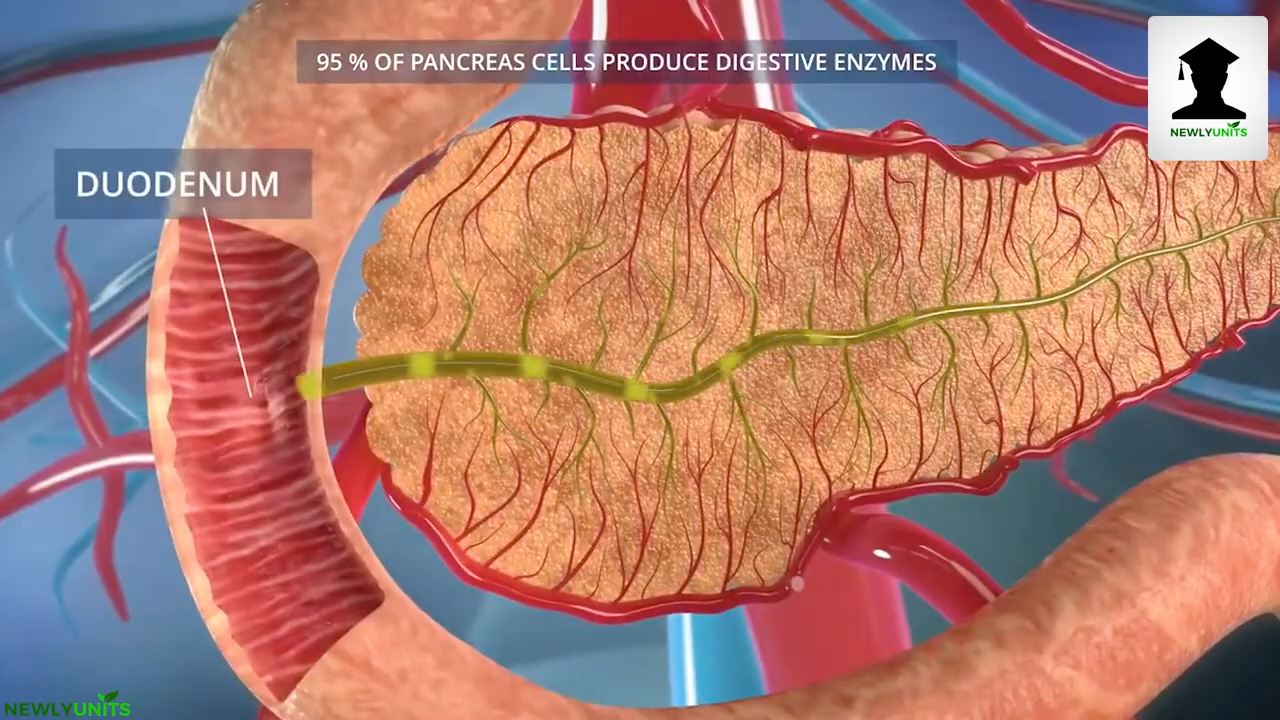 95 % OF PANCREAS CELLS PRODUCE DIGESTIVE ENZYMES
NEWLYUNITS
DUODENUM
NEWLYUNITS